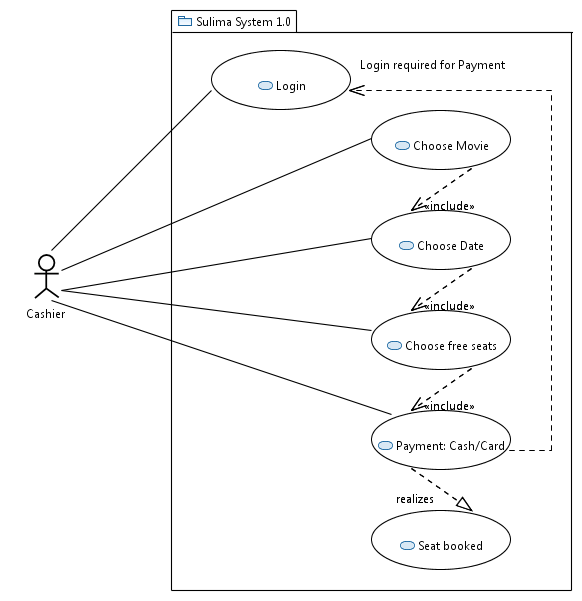 Sulima System 1.0
Login required for Payment
Login
Choose Movie
«include»
Choose Date
«include»
Cashier
Choose free seats
«include»
Payment: Cash/Card
realizes
Seat booked